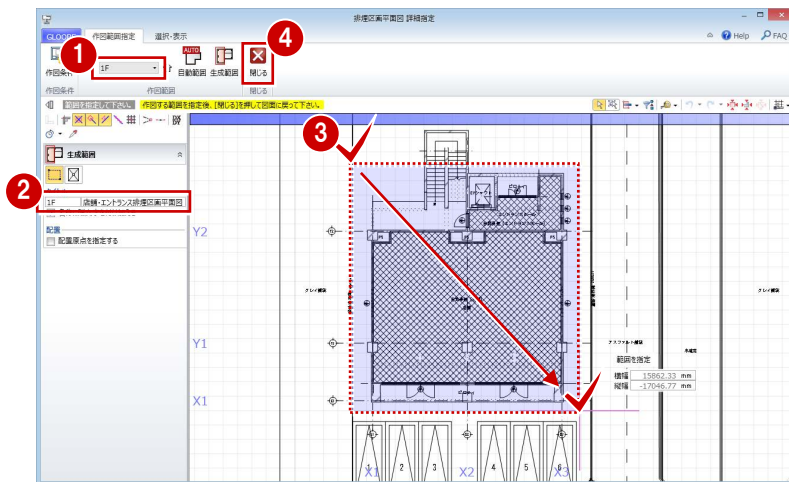 排煙区画平面図 詳細指定
GLOOBE 作図範囲指定 選択・表示
Help FAQ
1
4
1F
AUTO
作図条件 自動範囲 生成範囲 閉じる
作図条件 作図範囲 閉じる
範囲を指定して下さい。 作図する範囲を指定後、[閉じる]を押して図面に戻って下さい。
3
生成範囲
2
1F 店舗・エントランス排煙区画平面図
配置
配置原点を指定する
Y2
グレイ舗装
グレイ舗装
Y1
アスファルト舗装
範囲を指定
横幅 15862.33 mm
縦幅 -17046.77 mm
X1
1 2 3 4 5 6
X1 X2 X3